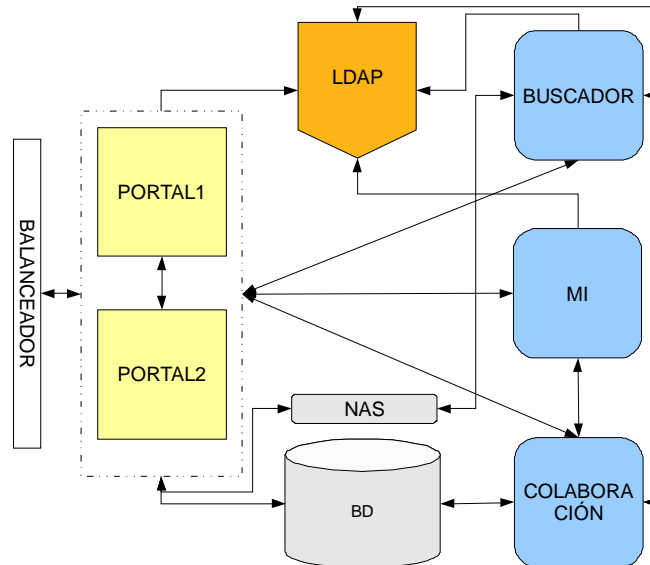 LDAP
BUSCADOR
PORTAL1
BALANCEADOR
MI
PORTAL2
NAS
COLABORA
CIÓN
BD